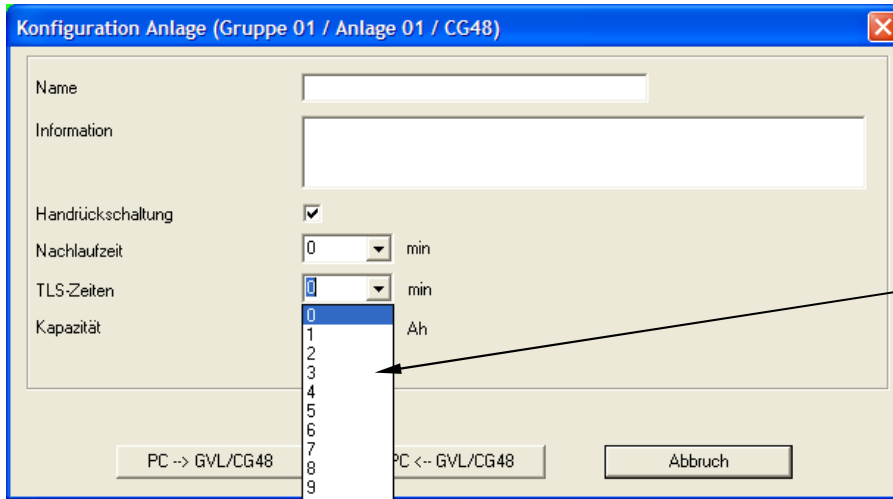 Konfiguration Anlage (Gruppe 01 / Anlage 01 / CG48)
Name
Information
Handrückschaltung
Nachlaufzeit 0 min
TLS-Zeiten 0 min
Kapazität Ah
0
1
2
3
4
5
6
7
8
9
PC --> GVL/CG48
PC <-- GVL/CG48
Abbruch